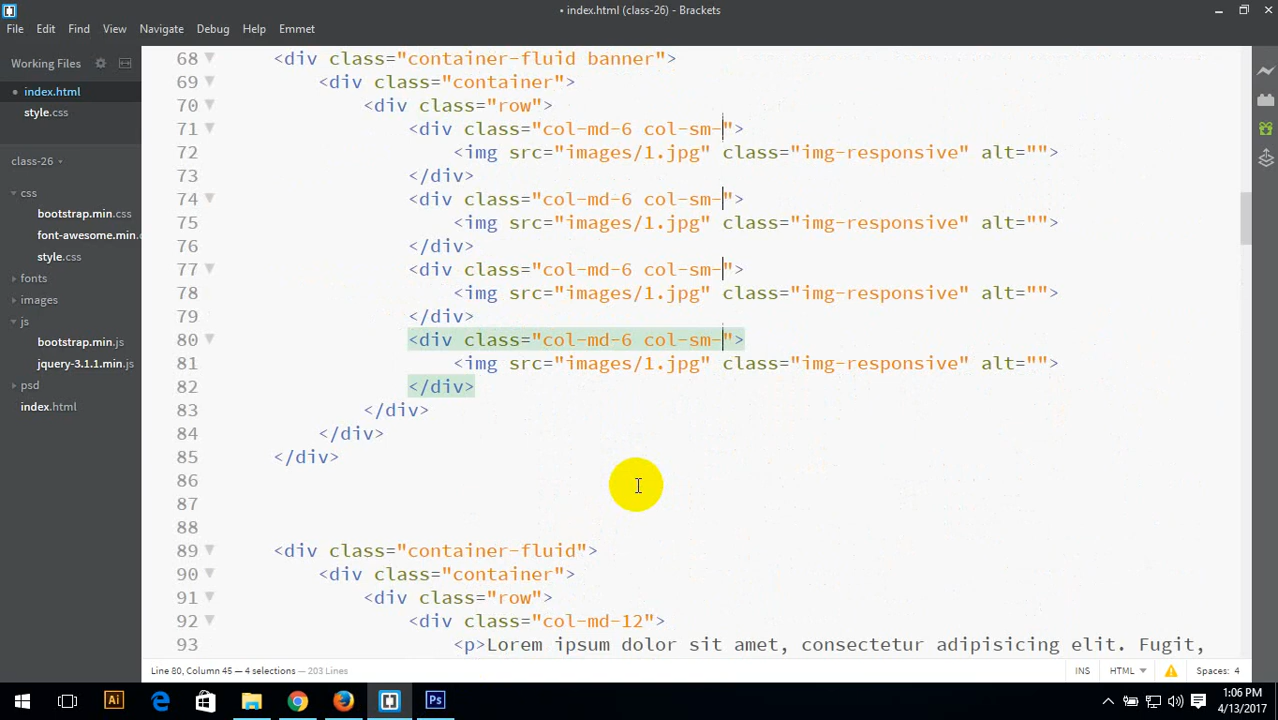 • index.html (class-26) - Brackets
File Edit Find View Navigate Debug Help Emmet
Working Files
index.html
style.css
class-26
css
bootstrap.min.css
font-awesome.min.c
style.css
fonts
images
js
bootstrap.min.js
jquery-3.1.1.min.js
psd
index.html
68 <div class="container-fluid banner">
69 <div class="container">
70 <div class="row">
71 <div class="col-md-6 col-sm-">
72 <img src="images/1.jpg" class="img-responsive" alt="">
73 </div>
74 <div class="col-md-6 col-sm-">
75 <img src="images/1.jpg" class="img-responsive" alt="">
76 </div>
77 <div class="col-md-6 col-sm-">
78 <img src="images/1.jpg" class="img-responsive" alt="">
79 </div>
80 <div class="col-md-6 col-sm-">
81 <img src="images/1.jpg" class="img-responsive" alt="">
82 </div>
83 </div>
84 </div>
85 </div>
86
87
88
89 <div class="container-fluid">
90 <div class="container">
91 <div class="row">
92 <div class="col-md-12">
93 <p>Lorem ipsum dolor sit amet, consectetur adipisicing elit. Fugit,
Line 80, Column 45 — 4 selections — 203 Lines
INS HTML Spaces: 4
Ai
Ps
1:06 PM
4/13/2017